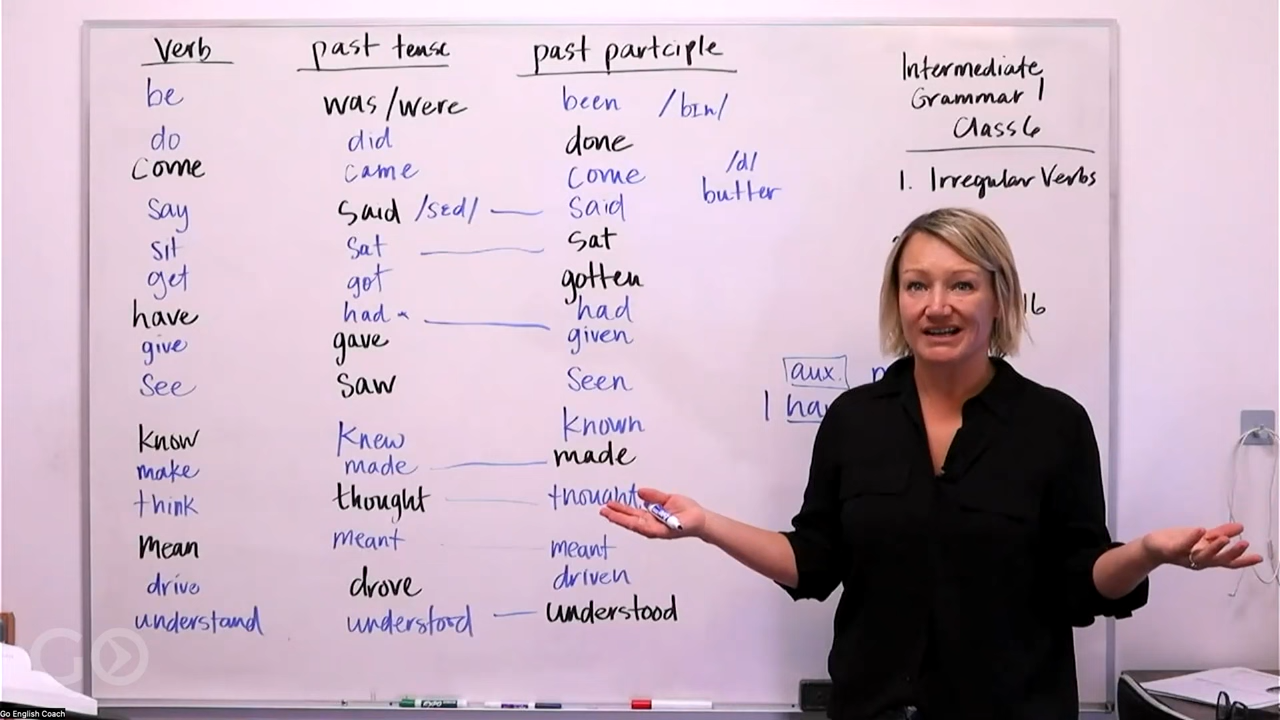 Verb past tense past participle
be was/were been /bɪn/
do did done
come came come
/d/
butter
say said /sɛd/ said
sit sat sat
get got gotten
have had had
give gave given
see saw seen
know knew known
make made made
think thought thought
mean meant meant
drive drove driven
understand understood understood
Intermediate
Grammar 1
Class 6
1. Irregular Verbs
16
aux.
I
GO
Go English Coach
EXPO